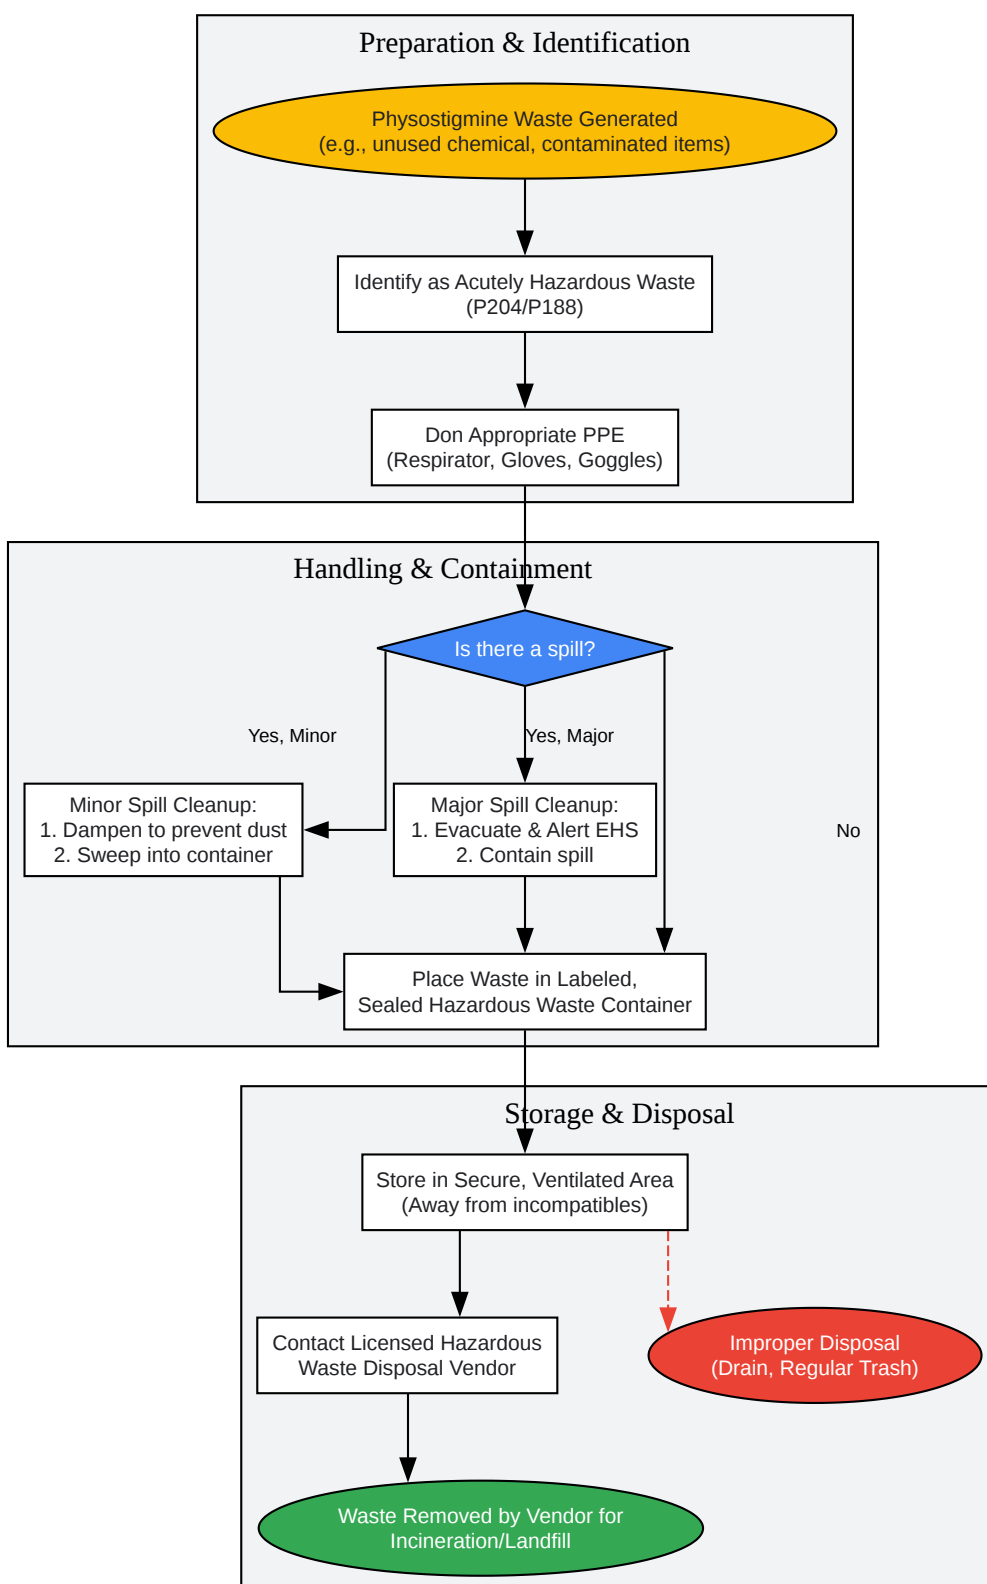 Preparation & Identification
Physostigmine Waste Generated
(e.g., unused chemical, contaminated items)
Identify as Acutely Hazardous Waste
(P204/P188)
Don Appropriate PPE
(Respirator, Gloves, Goggles)
Handling & Containment
Is there a spill?
Yes, Minor
Yes, Major
Minor Spill Cleanup:
1. Dampen to prevent dust
2. Sweep into container
Major Spill Cleanup:
1. Evacuate & Alert EHS
2. Contain spill
No
Place Waste in Labeled,
Sealed Hazardous Waste Container
Storage & Disposal
Store in Secure, Ventilated Area
(Away from incompatibles)
Contact Licensed Hazardous
Waste Disposal Vendor
Improper Disposal
(Drain, Regular Trash)
Waste Removed by Vendor for
Incineration/Landfill